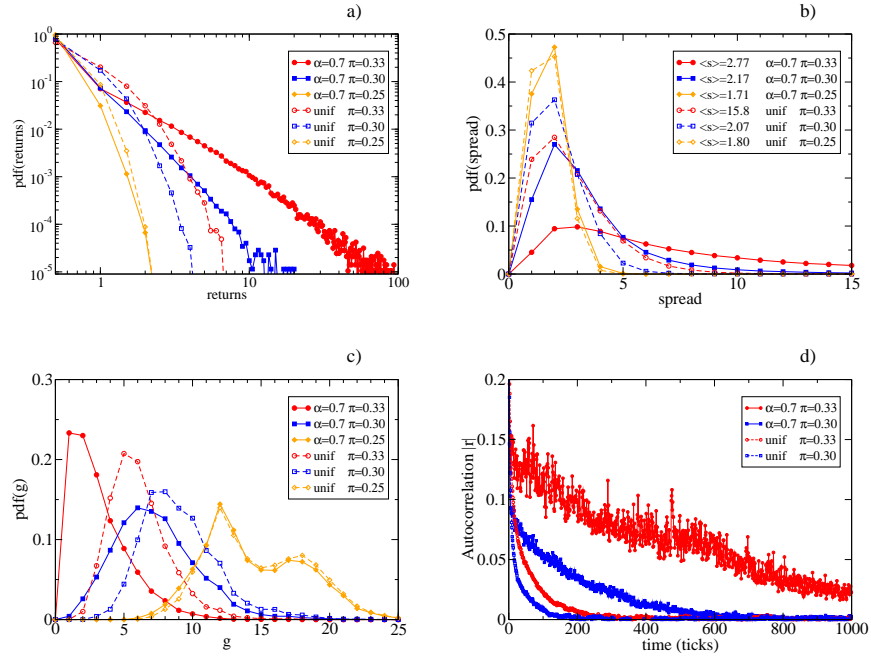 a)
10^0
10^-1
10^-2
10^-3
10^-4
10^-5
pdf(returns)
1
10
100
returns
α=0.7 π=0.33
α=0.7 π=0.30
α=0.7 π=0.25
unif π=0.33
unif π=0.30
unif π=0.25
b)
0.5
0.4
0.3
0.2
0.1
0
pdf(spread)
0
5
10
15
spread
<s>=2.77 α=0.7 π=0.33
<s>=2.17 α=0.7 π=0.30
<s>=1.71 α=0.7 π=0.25
<s>=15.8 unif π=0.33
<s>=2.07 unif π=0.30
<s>=1.80 unif π=0.25
c)
0.3
0.2
0.1
0
pdf(g)
0
5
10
15
20
25
g
α=0.7 π=0.33
α=0.7 π=0.30
α=0.7 π=0.25
unif π=0.33
unif π=0.30
unif π=0.25
d)
0.2
0.15
0.1
0.05
0
Autocorrelation |r|
0
200
400
600
800
1000
time (ticks)
α=0.7 π=0.33
α=0.7 π=0.30
unif π=0.33
unif π=0.30